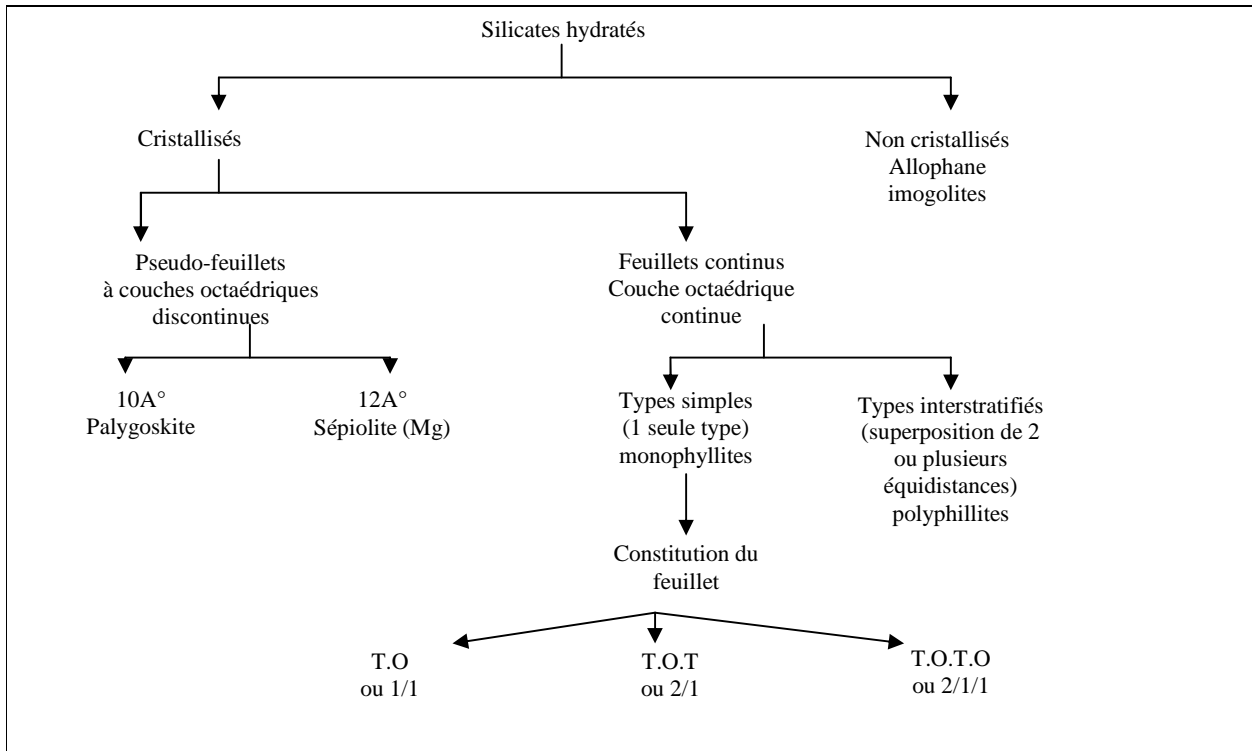 Silicates hydratés
Cristallisés
Non cristallisés
Allophane
imogolites
Pseudo-feuillets
à couches octaédriques
discontinues
Feuillets continus
Couche octaédrique
continue
10A°
Palygoskite
12A°
Sépiolite (Mg)
Types simples
(1 seule type)
monophyllites
Types interstratifiés
(superposition de 2
ou plusieurs
équidistances)
polyphillites
Constitution du
feuillet
T.O
ou 1/1
T.O.T
ou 2/1
T.O.T.O
ou 2/1/1